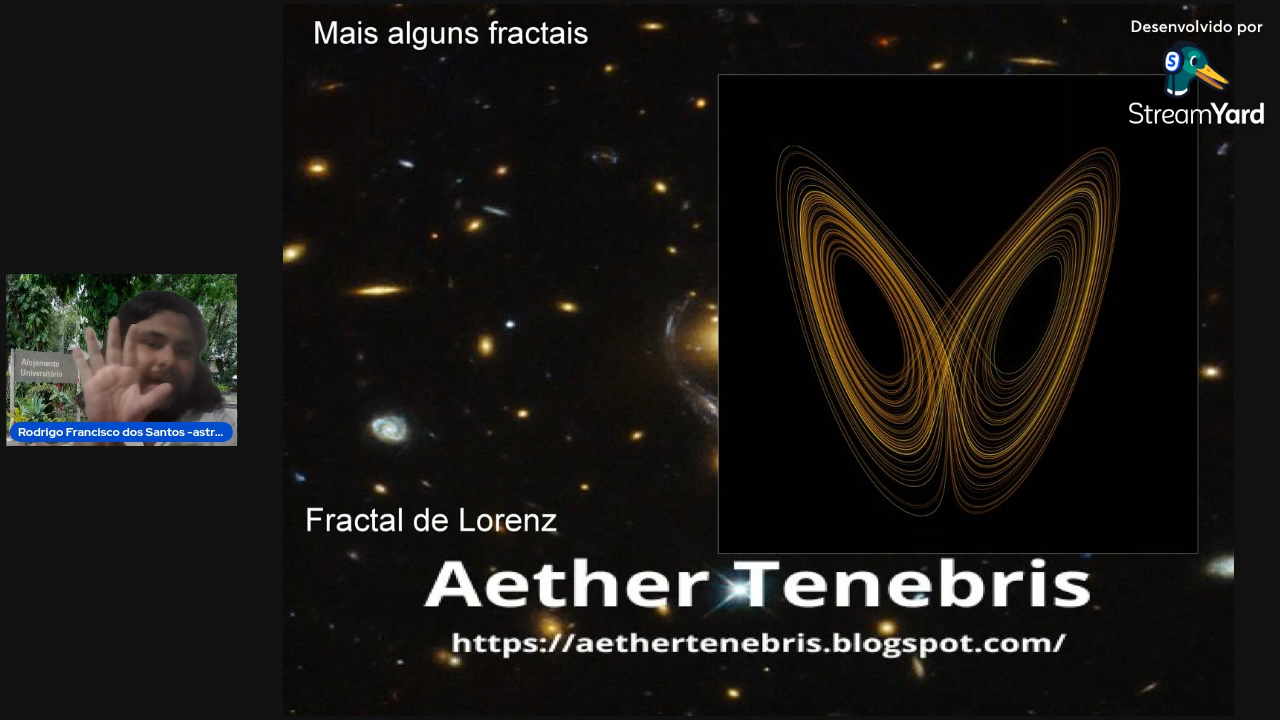 Mais alguns fractais
Desenvolvido por
S
StreamYard
Alojamento
Universitário
Rodrigo Francisco dos Santos -astr...
Fractal de Lorenz
Aether Tenebris
https://aethertenebris.blogspot.com/